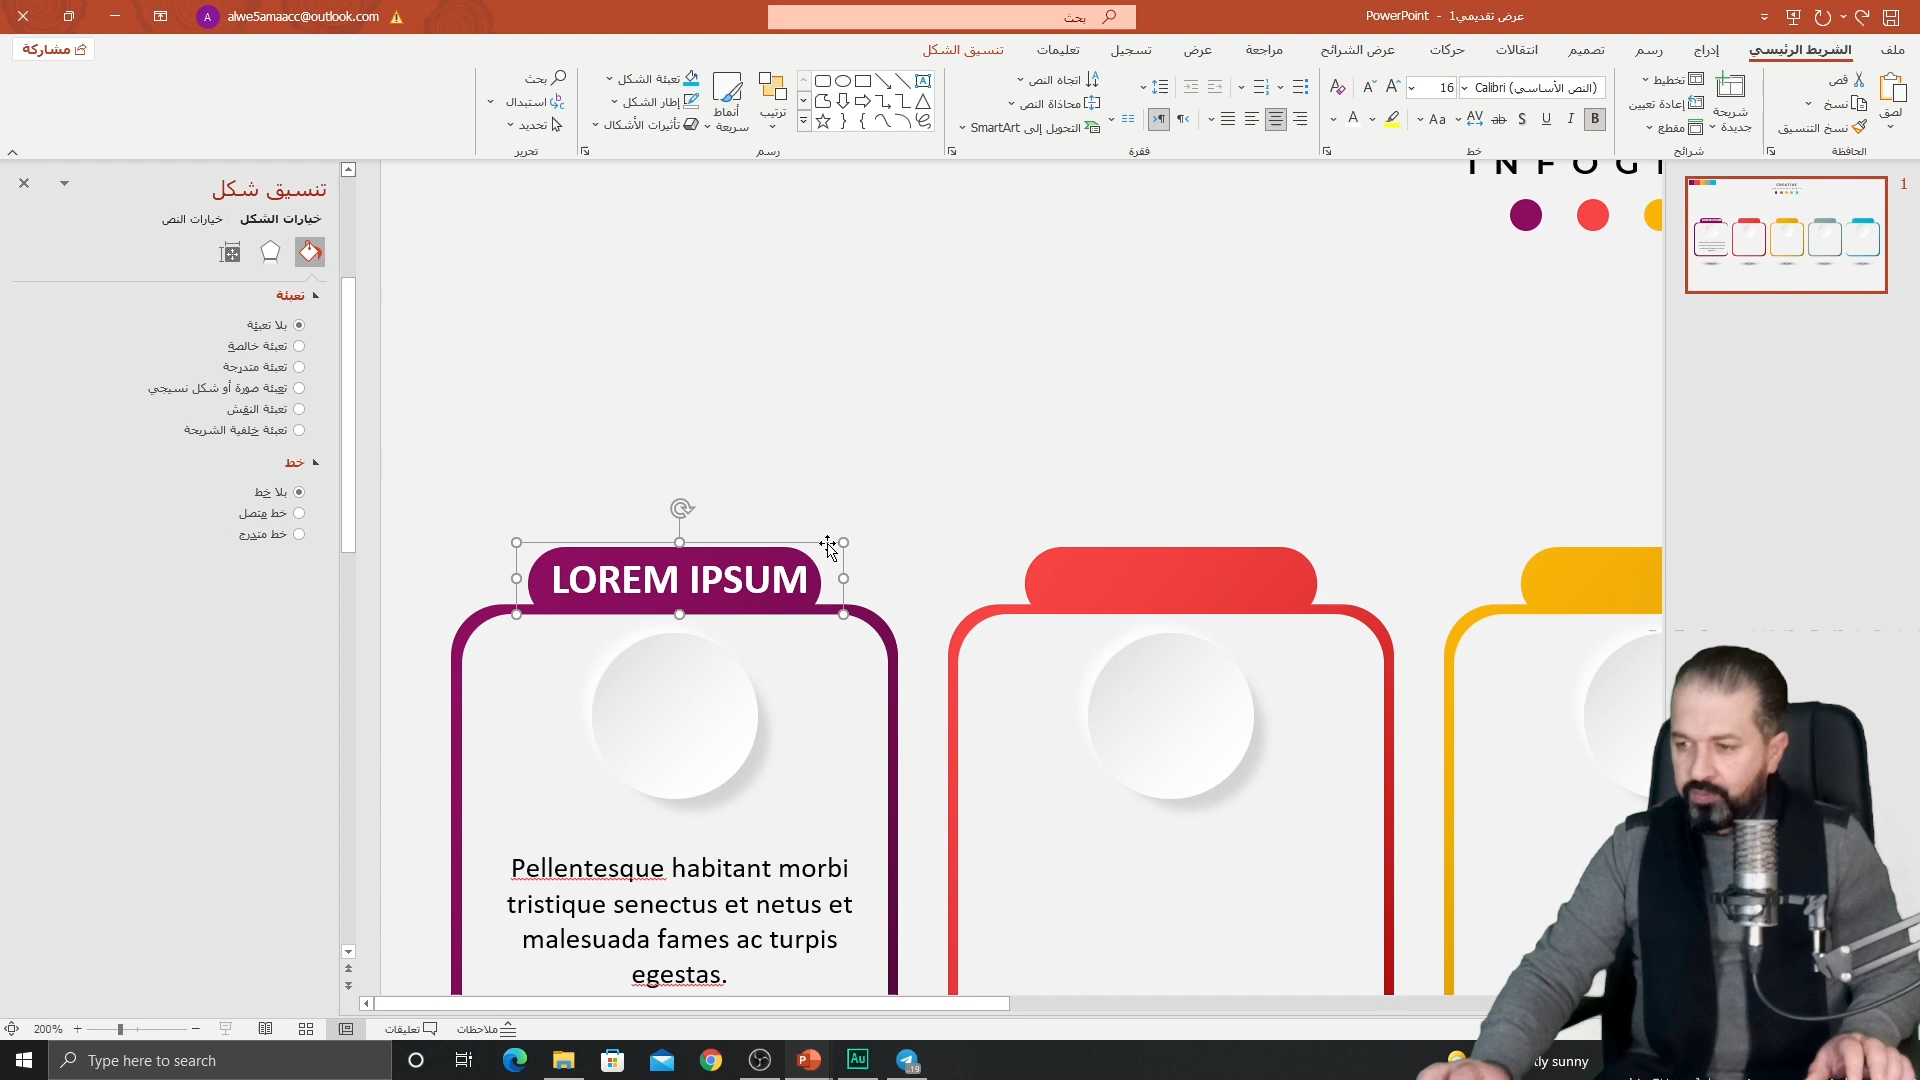 alwe5amaacc@outlook.com
A
بحث
عرض تقديمي1 - PowerPoint
ملف
الشريط الرئيسي
إدراج
رسم
تصميم
انتقالات
حركات
عرض الشرائح
مراجعة
عرض
تسجيل
تعليمات
تنسيق الشكل
مشاركة
لصق
قص
نسخ
نسخ التنسيق
الحافظة
شريحة جديدة
تخطيط
إعادة تعيين
مقطع
شرائح
Calibri (النص الأساسي)
16
خط
اتجاه النص
محاذاة النص
التحويل إلى SmartArt
فقرة
ترتيب
أنماط سريعة
تعبئة الشكل
إطار الشكل
تأثيرات الأشكال
رسم
بحث
استبدال
تحديد
تحرير
تنسيق شكل
خيارات الشكل
خيارات النص
تعبئة
بلا تعبئة
تعبئة خالصة
تعبئة متدرجة
تعبئة صورة أو شكل نسيجي
تعبئة النقش
تعبئة خلفية الشريحة
خط
بلا خط
خط متصل
خط متدرج
LOREM IPSUM
Pellentesque habitant morbi
tristique senectus et netus et
malesuada fames ac turpis
egestas.
1
CREATIVE
200%
تعليقات
ملاحظات
Type here to search
Au
19
tly sunny